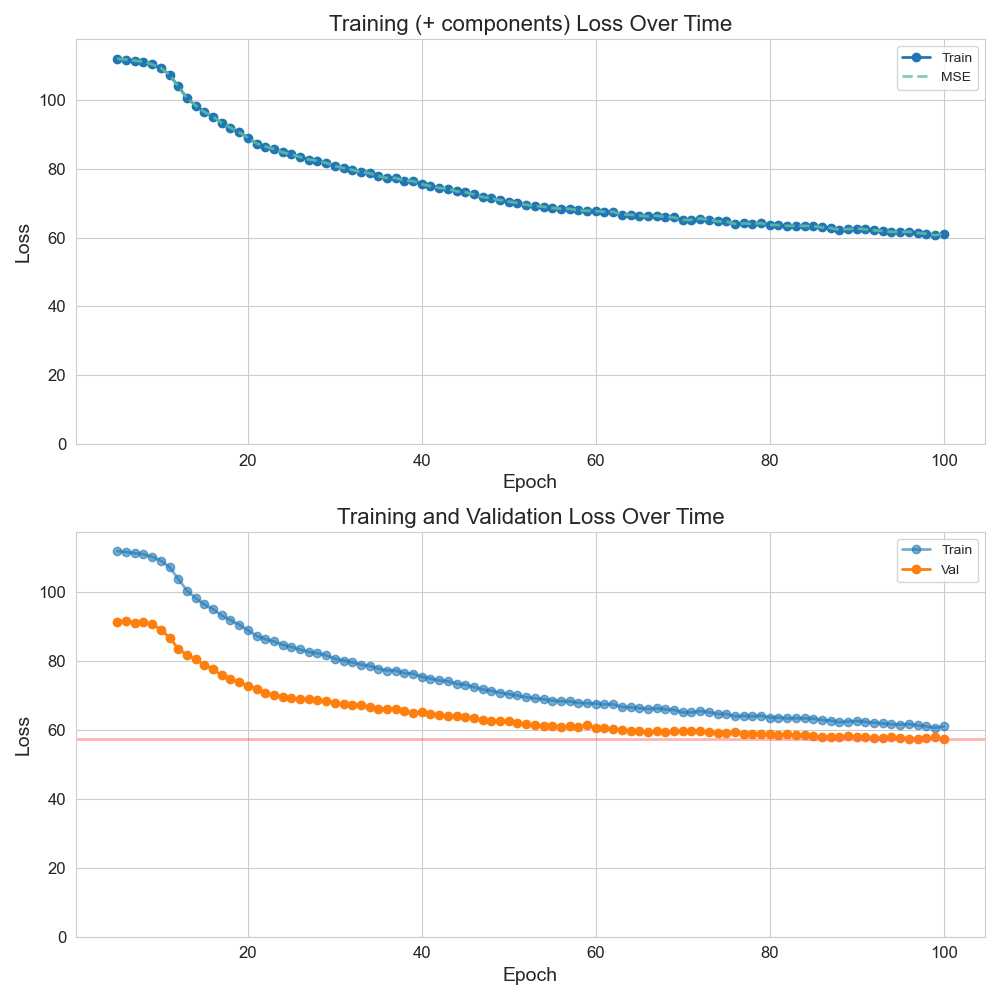 Training (+ components) Loss Over Time
Train
MSE
Loss
100
80
60
40
20
0
20 40 60 80 100
Epoch
Training and Validation Loss Over Time
Train
Val
Loss
100
80
60
40
20
0
20 40 60 80 100
Epoch